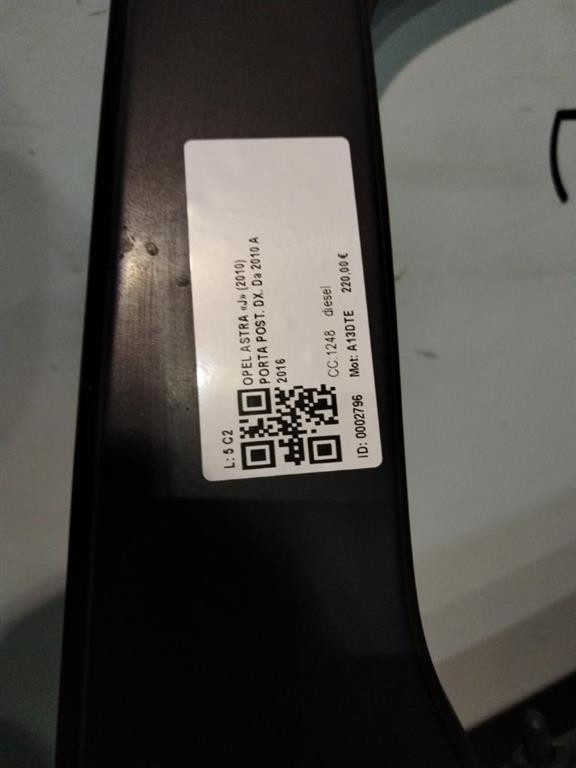 L: 5 C2
OPEL ASTRA «J» (2010)
PORTA POST. DX. Da 2010 A
2016
CC:1248 diesel
ID: 0002796 Mot: A13DTE 220,00 €